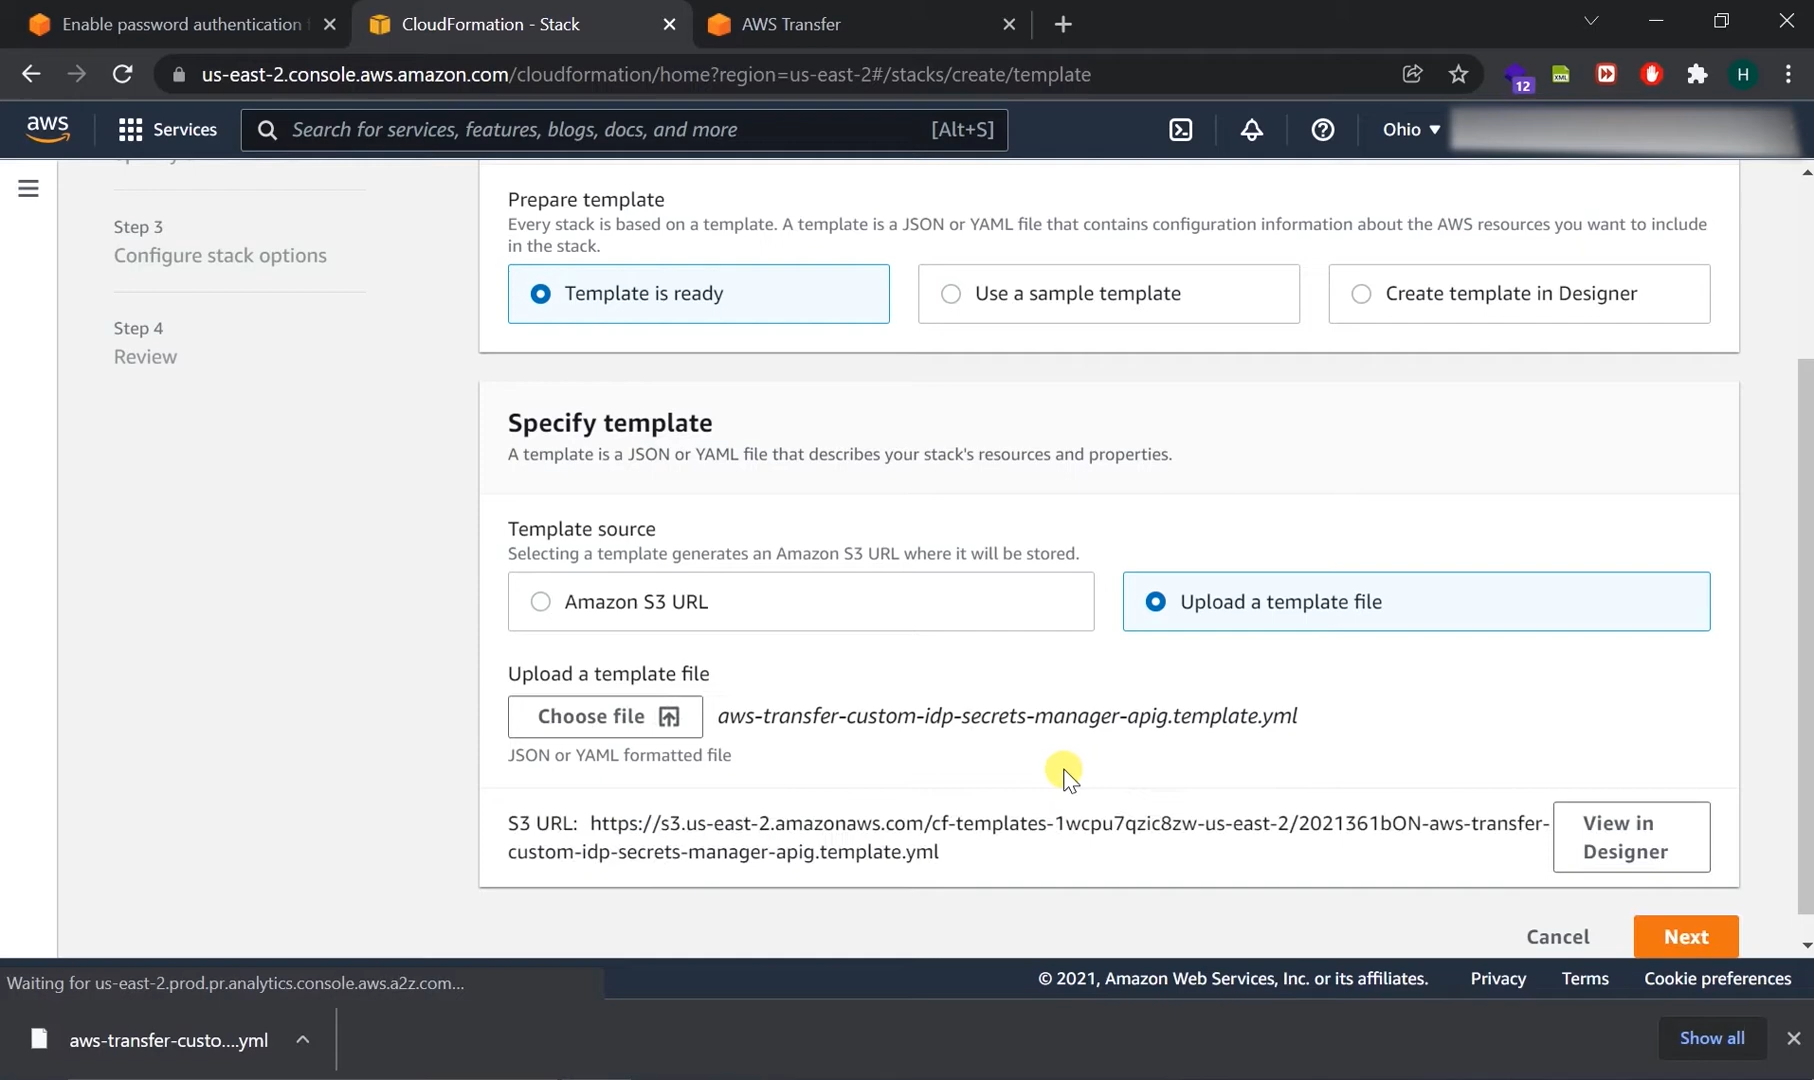 Enable password authentication
CloudFormation - Stack
AWS Transfer
us-east-2.console.aws.amazon.com/cloudformation/home?region=us-east-2#/stacks/create/template
12
XML
H
aws
Services
Search for services, features, blogs, docs, and more
[Alt+S]
Ohio
Step 3
Configure stack options
Step 4
Review
Prepare template
Every stack is based on a template. A template is a JSON or YAML file that contains configuration information about the AWS resources you want to include
in the stack.
Template is ready
Use a sample template
Create template in Designer
Specify template
A template is a JSON or YAML file that describes your stack's resources and properties.
Template source
Selecting a template generates an Amazon S3 URL where it will be stored.
Amazon S3 URL
Upload a template file
Upload a template file
Choose file
aws-transfer-custom-idp-secrets-manager-apig.template.yml
JSON or YAML formatted file
S3 URL: https://s3.us-east-2.amazonaws.com/cf-templates-1wcpu7qzic8zw-us-east-2/2021361bON-aws-transfer-
custom-idp-secrets-manager-apig.template.yml
View in
Designer
Cancel
Next
Waiting for us-east-2.prod.pr.analytics.console.aws.a2z.com...
© 2021, Amazon Web Services, Inc. or its affiliates.
Privacy
Terms
Cookie preferences
aws-transfer-custo....yml
Show all